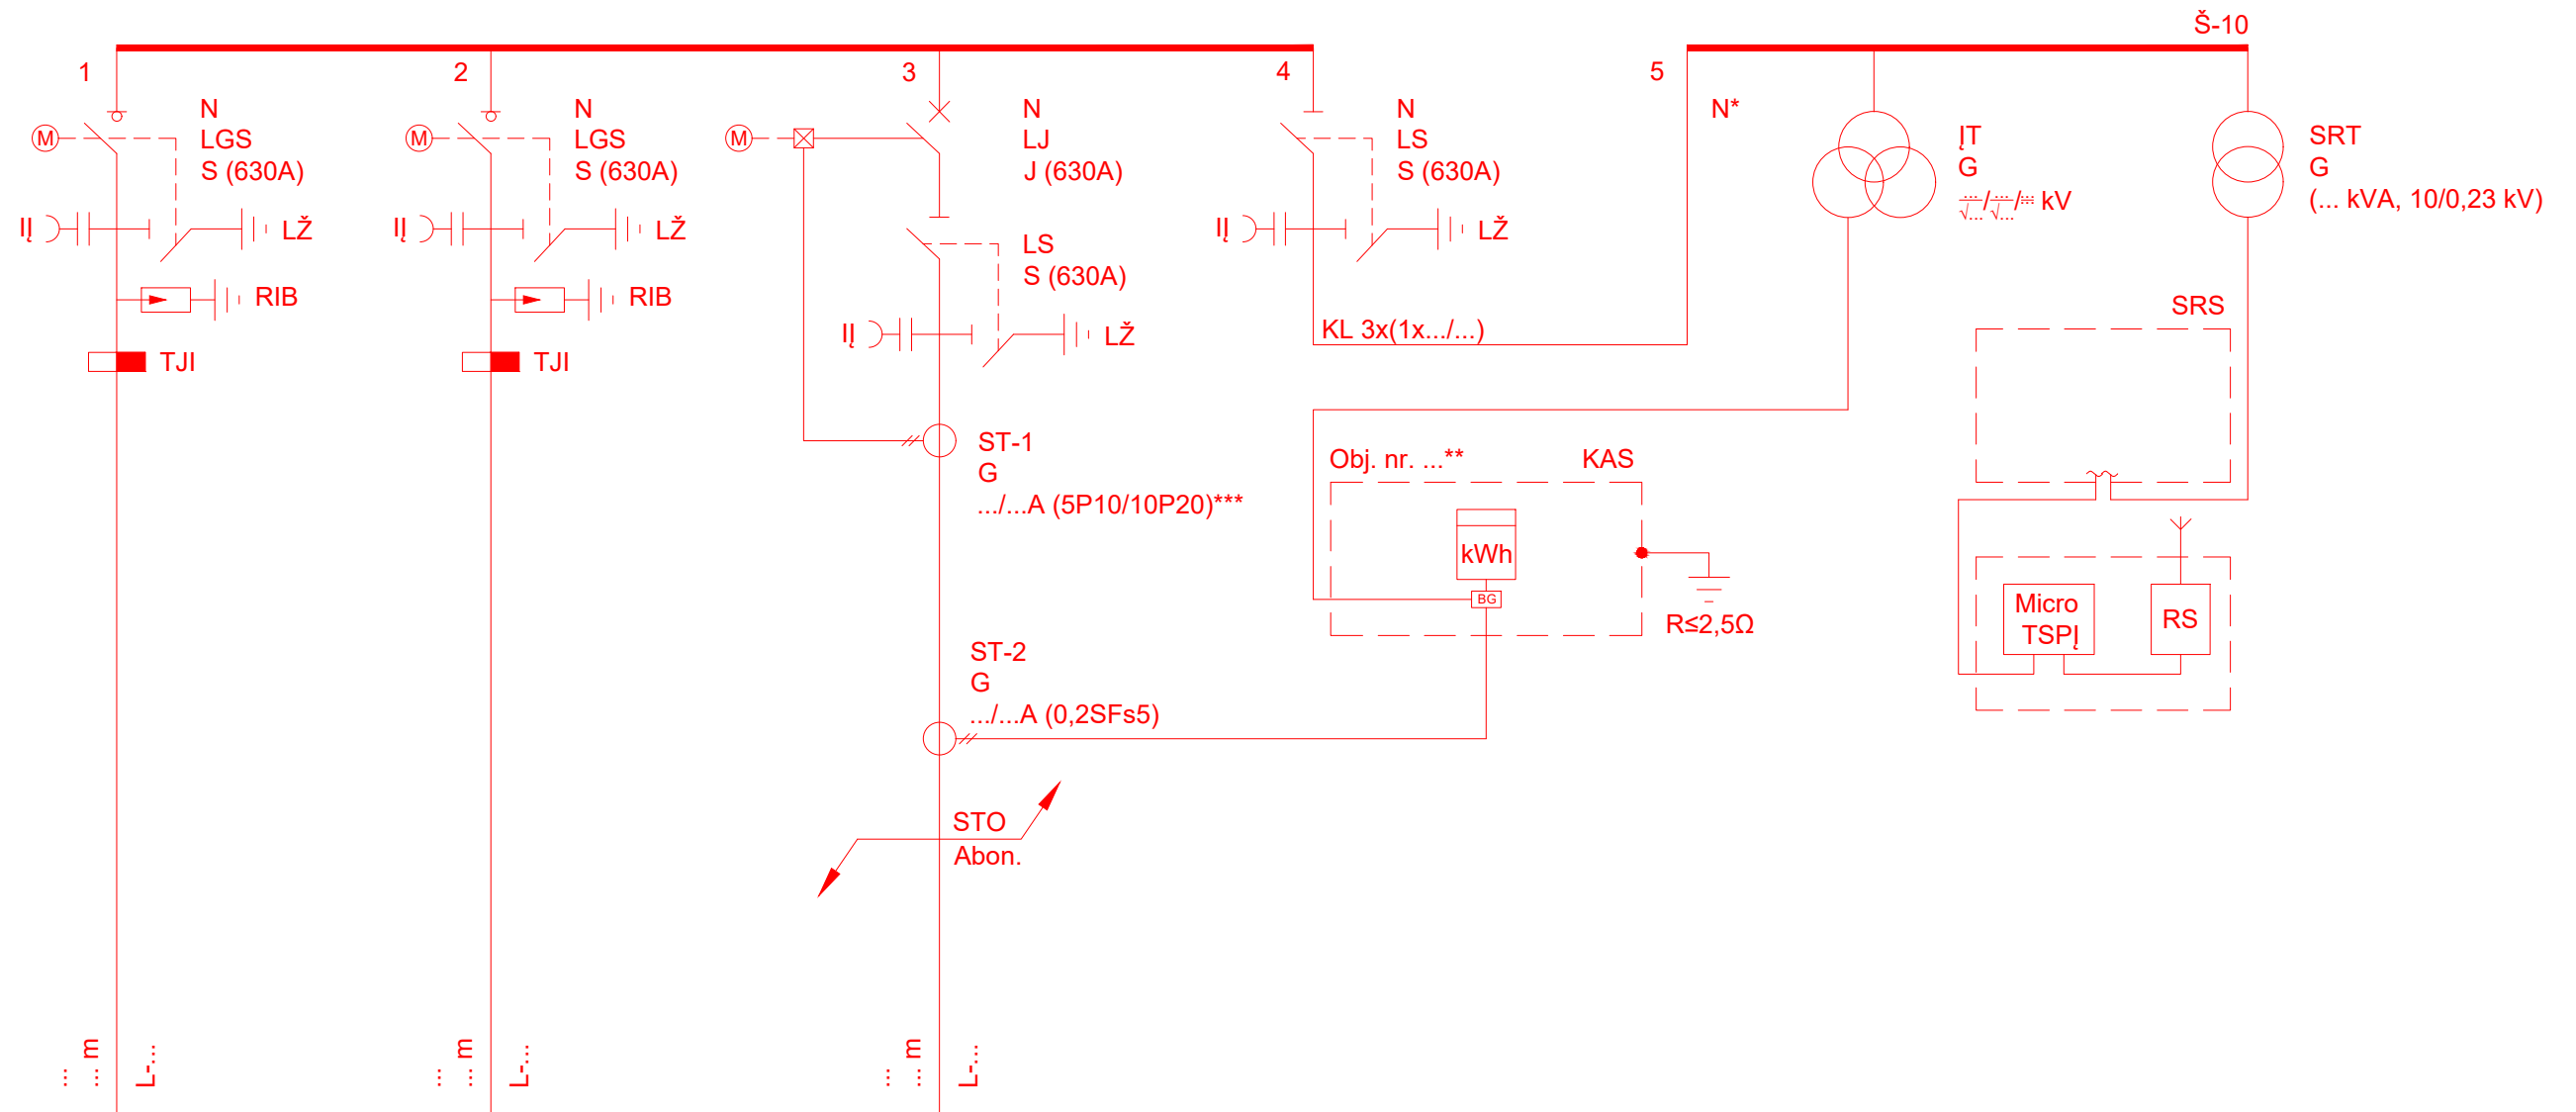 Š-10
1
2
3
4
5
N
LGS
S (630A)
M
IĮ
LŽ
RIB
TJI
N
LGS
S (630A)
M
IĮ
LŽ
RIB
TJI
N
LJ
J (630A)
M
LS
S (630A)
IĮ
LŽ
ST-1
G
.../...A (5P10/10P20)***
ST-2
G
.../...A (0,2SFs5)
STO
Abon.
N
LS
S (630A)
IĮ
LŽ
KL 3x(1x.../...)
N*
ĮT
G
.../√... / .../√... / ... kV
SRT
G
(... kVA, 10/0,23 kV)
SRS
Obj. nr. ...**
KAS
kWh
BG
R≤2,5Ω
Micro
TSPĮ
RS
...
... m
L-...
...
... m
L-...
...
... m
L-...